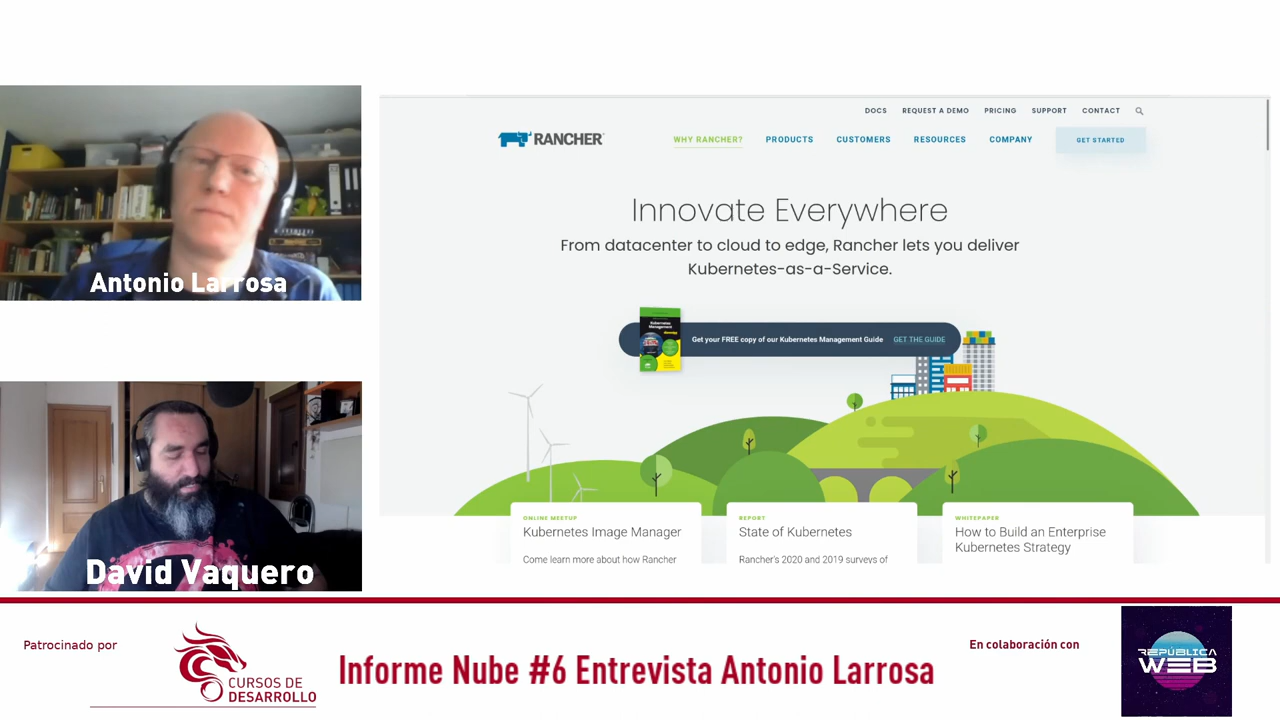 Antonio Larrosa
David Vaquero
DOCS REQUEST A DEMO PRICING SUPPORT CONTACT
RANCHER
WHY RANCHER? PRODUCTS CUSTOMERS RESOURCES COMPANY GET STARTED
Innovate Everywhere
From datacenter to cloud to edge, Rancher lets you deliver
Kubernetes-as-a-Service.
Kubernetes
Management
Get your FREE copy of our Kubernetes Management Guide GET THE GUIDE
ONLINE MEETUP
Kubernetes Image Manager
Come learn more about how Rancher
REPORT
State of Kubernetes
Rancher's 2020 and 2019 surveys of
WHITEPAPER
How to Build an Enterprise
Kubernetes Strategy
Patrocinado por
CURSOS DE
DESARROLLO
Informe Nube #6 Entrevista Antonio Larrosa
En colaboración con
REPÚBLICA
WEB